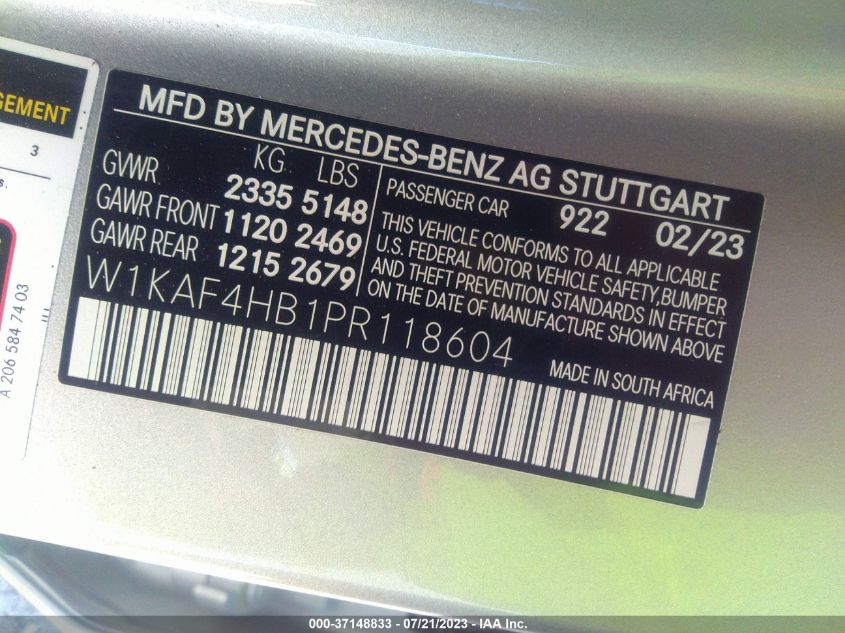 GEMENT
3
s.
A 206 584 74 03
MFD BY MERCEDES-BENZ AG STUTTGART
KG LBS
GVWR 2335 5148
GAWR FRONT 1120 2469
GAWR REAR 1215 2679
PASSENGER CAR 922 02/23
THIS VEHICLE CONFORMS TO ALL APPLICABLE
U.S. FEDERAL MOTOR VEHICLE SAFETY,BUMPER
AND THEFT PREVENTION STANDARDS IN EFFECT
ON THE DATE OF MANUFACTURE SHOWN ABOVE
W1KAF4HB1PR118604
MADE IN SOUTH AFRICA
000-37148833 - 07/21/2023 - IAA Inc.